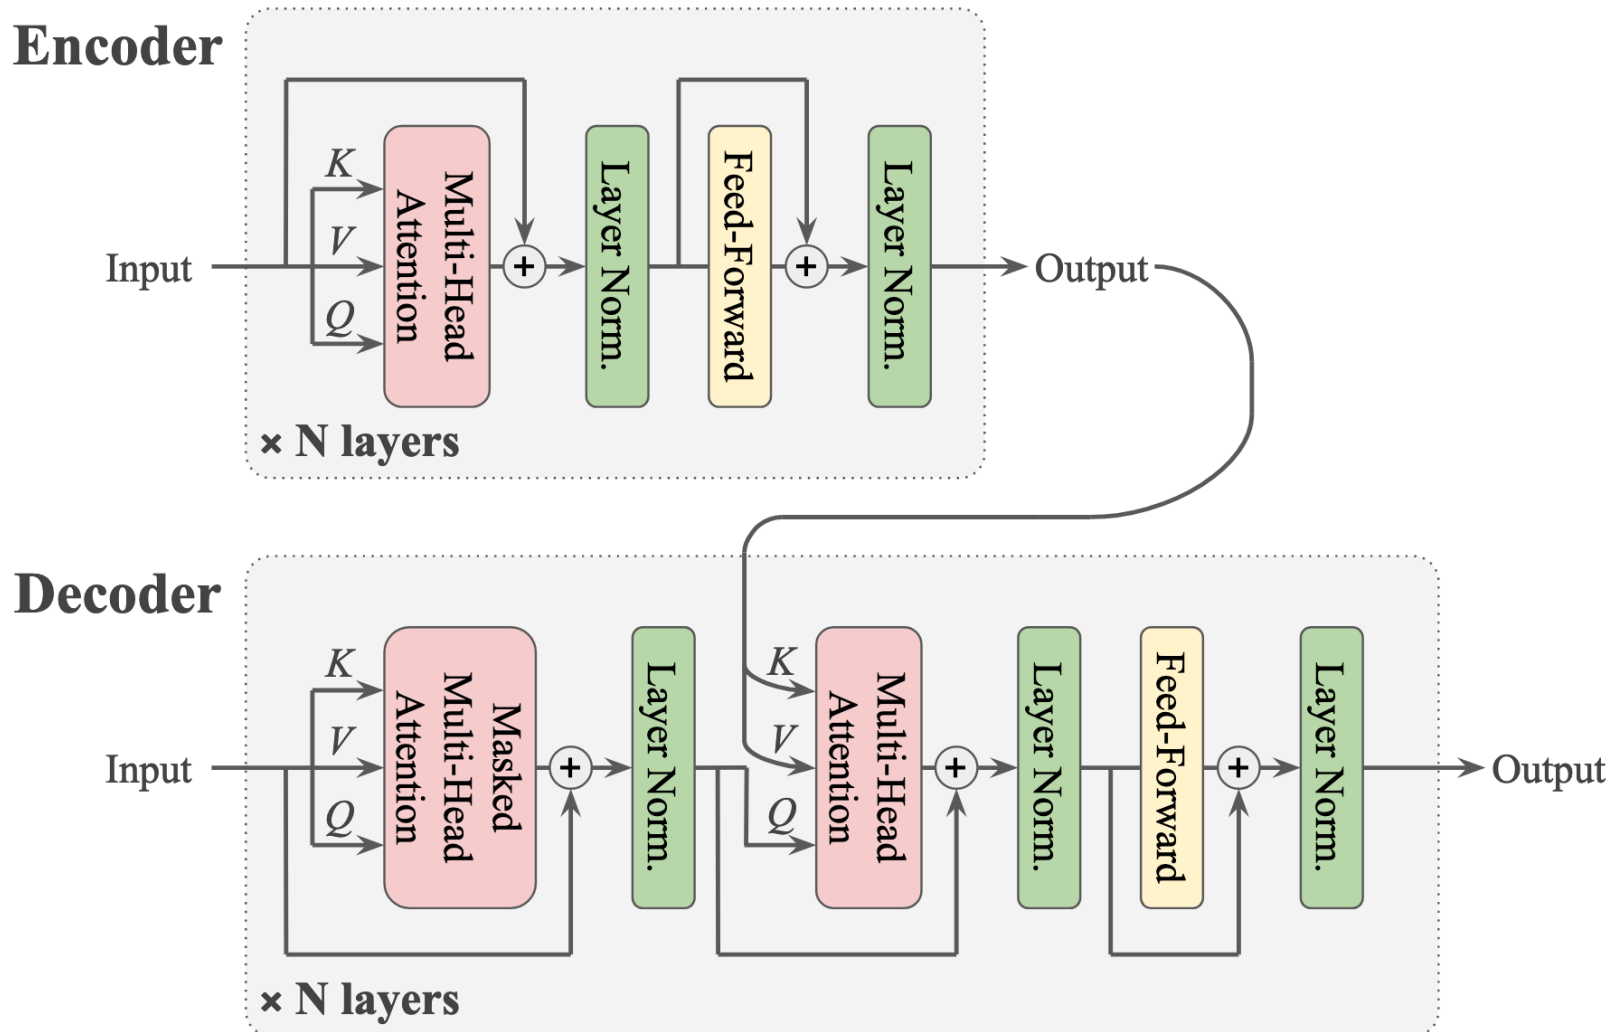 Encoder
Input
K
V
Q
Multi-Head
Attention
+
Layer Norm.
Feed-Forward
+
Layer Norm.
Output
× N layers
Decoder
Input
K
V
Q
Masked
Multi-Head
Attention
+
Layer Norm.
K
V
Q
Multi-Head
Attention
+
Layer Norm.
Feed-Forward
+
Layer Norm.
Output
× N layers